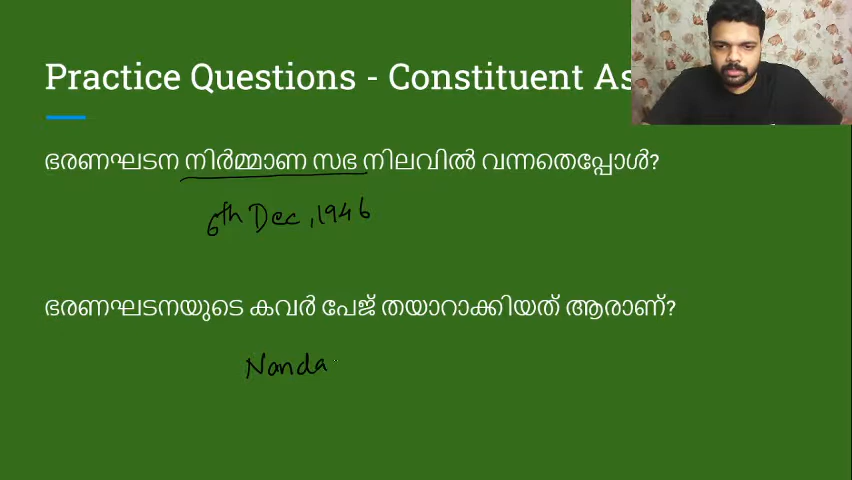 Practice Questions - Constituent As
ഭരണഘടന നിർമ്മാണ സഭ നിലവിൽ വന്നതെപ്പോൾ?
6th Dec, 1946
ഭരണഘടനയുടെ കവർ പേജ് തയാറാക്കിയത് ആരാണ്?
Nanda